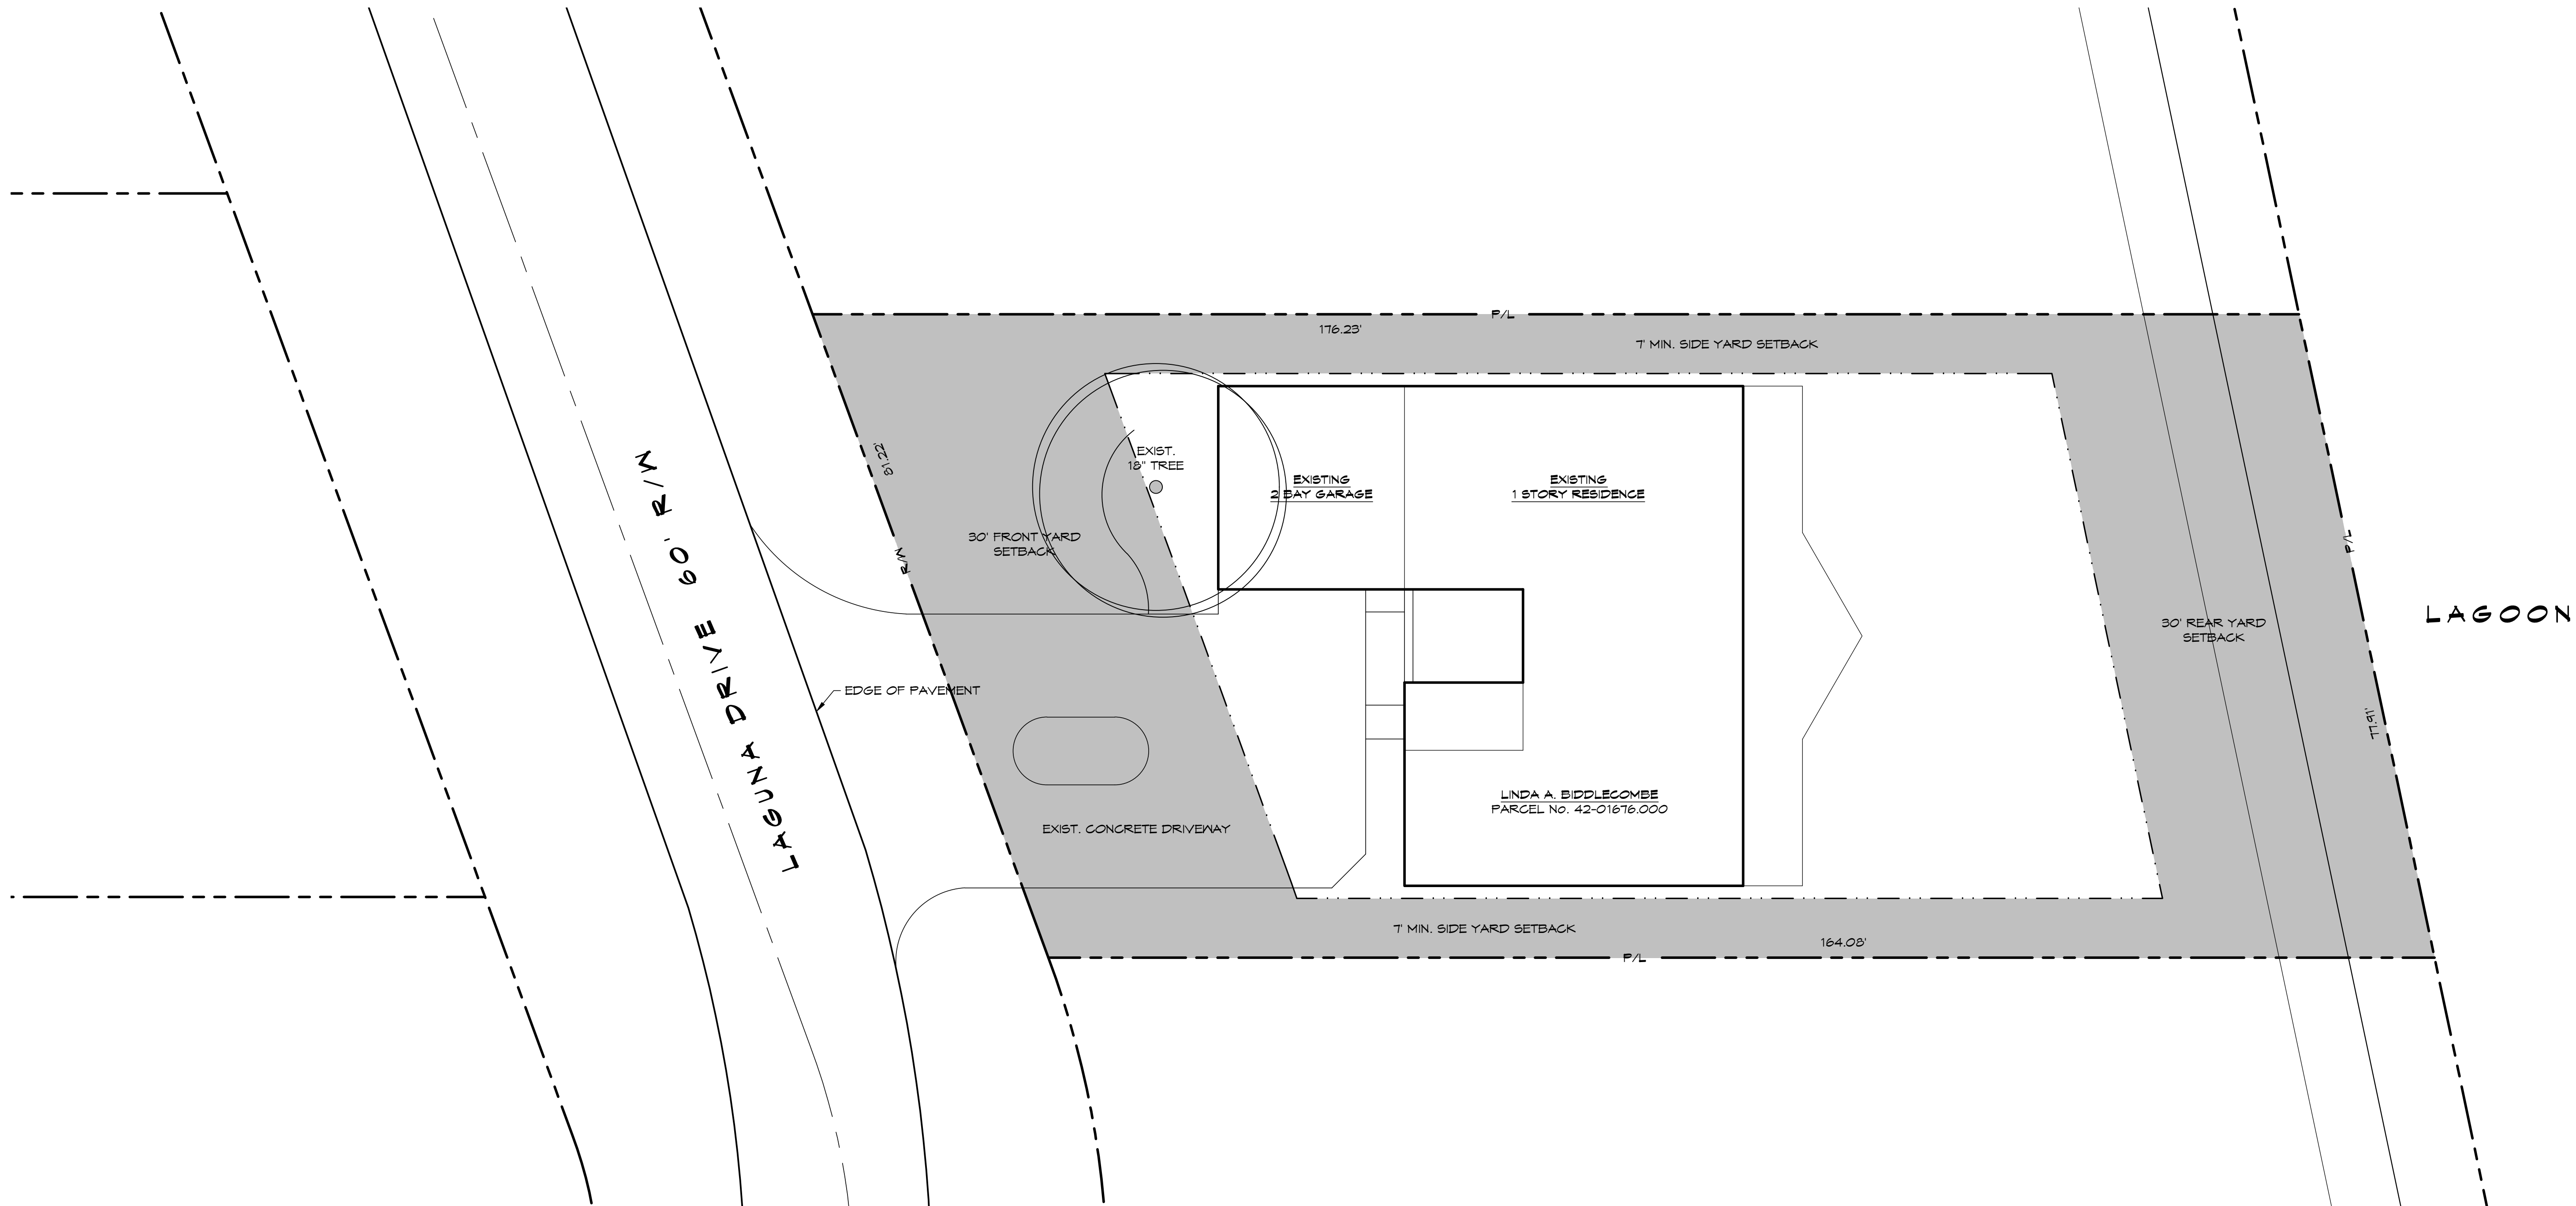 P/L
176.23'
7' MIN. SIDE YARD SETBACK
81.22'
EXIST.
18" TREE
EXISTING
2 BAY GARAGE
EXISTING
1 STORY RESIDENCE
30' FRONT YARD
SETBACK
R/W
P/L
LAGUNA DRIVE 60' R/W
LAGOON
30' REAR YARD
SETBACK
EDGE OF PAVEMENT
77.91'
LINDA A. BIDDLECOMBE
PARCEL No. 42-01676.000
EXIST. CONCRETE DRIVEWAY
7' MIN. SIDE YARD SETBACK
164.08'
P/L